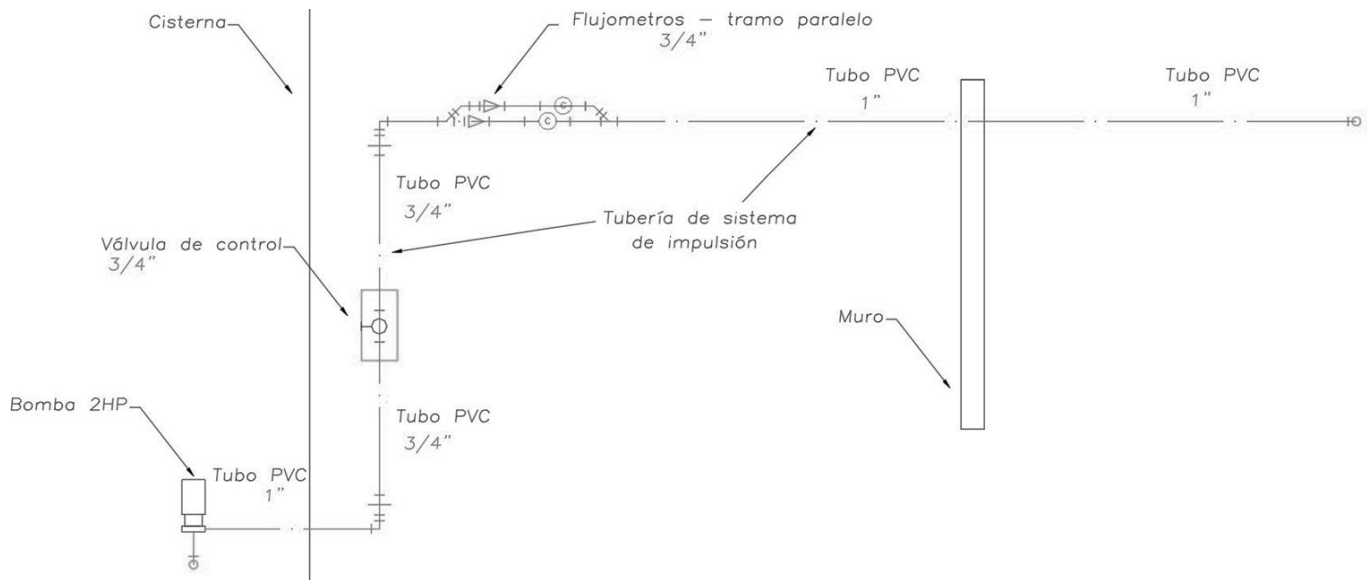 Cisterna
Flujometros – tramo paralelo
3/4"
Tubo PVC
1"
Tubo PVC
1"
C
C
Tubo PVC
3/4"
Tubería de sistema
de impulsión
Válvula de control
3/4"
Muro
Bomba 2HP
Tubo PVC
3/4"
Tubo PVC
1"